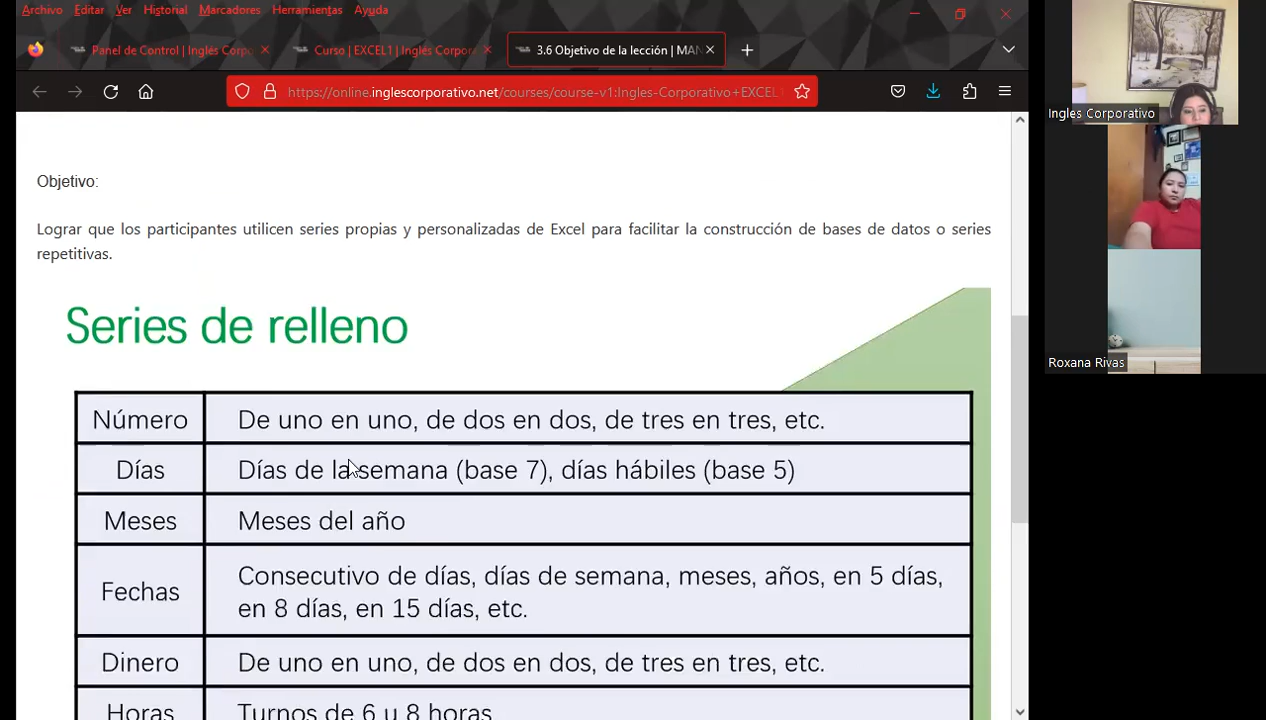 Archivo Editar Ver Historial Marcadores Herramientas Ayuda
Panel de Control | Inglés Corpo
Curso | EXCEL1 | Inglés Corpora
3.6 Objetivo de la lección | MAN
https://online.inglescorporativo.net/courses/course-v1:Ingles-Corporativo+EXCEL
Objetivo:
Lograr que los participantes utilicen series propias y personalizadas de Excel para facilitar la construcción de bases de datos o series
repetitivas.
Series de relleno
Número De uno en uno, de dos en dos, de tres en tres, etc.
Días Días de la semana (base 7), días hábiles (base 5)
Meses Meses del año
Fechas Consecutivo de días, días de semana, meses, años, en 5 días,
en 8 días, en 15 días, etc.
Dinero De uno en uno, de dos en dos, de tres en tres, etc.
Horas Turnos de 6 u 8 horas
Ingles Corporativo
Roxana Rivas